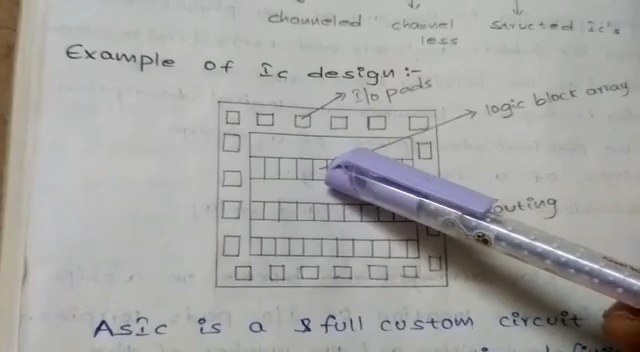 channeled channel structed Ic's
less
Example of Ic design:-
I/o pads
logic block array
outing
Asic is a full custom circuit